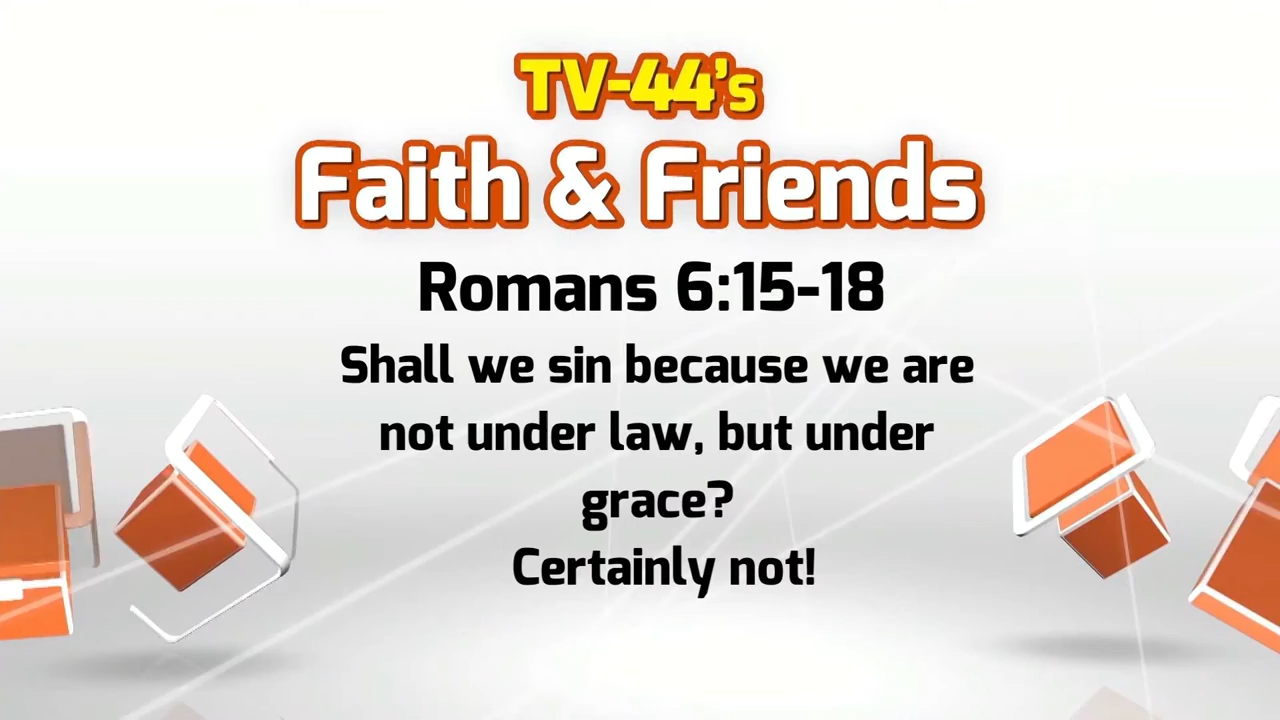 TV-44's
Faith & Friends
Romans 6:15-18
Shall we sin because we are
not under law, but under
grace?
Certainly not!